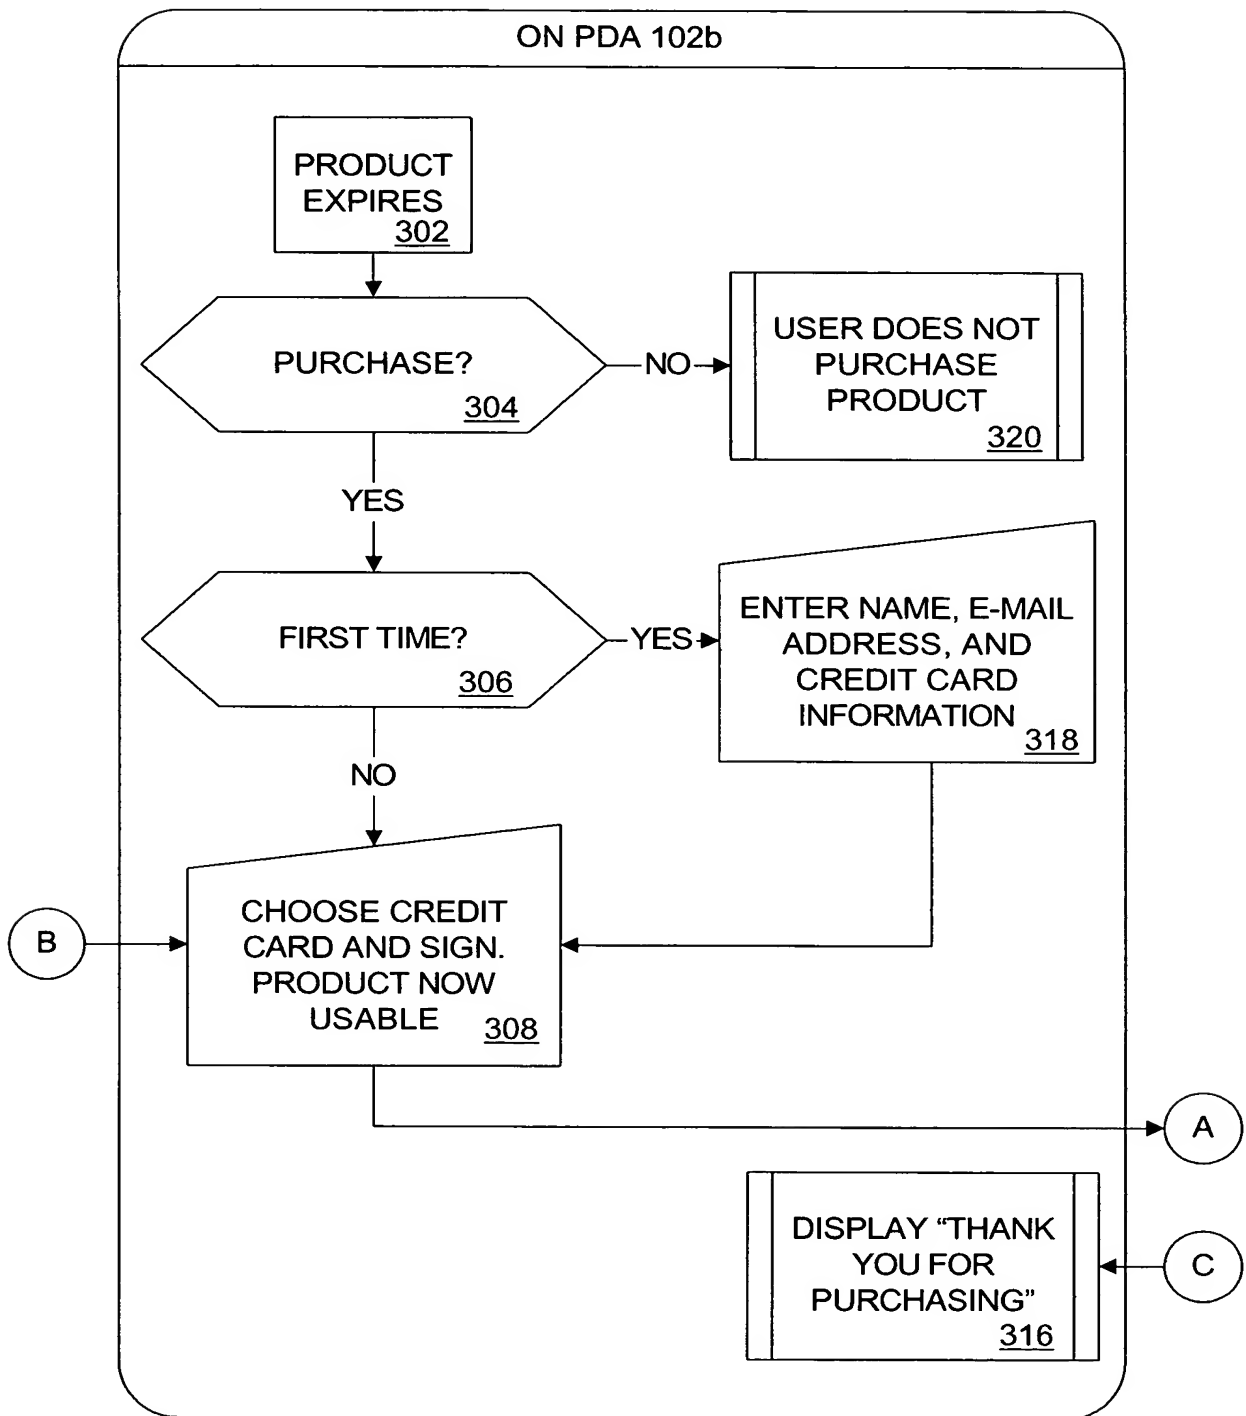 ON PDA 102b
PRODUCT
EXPIRES
302
PURCHASE?
304
NO
USER DOES NOT
PURCHASE
PRODUCT
320
YES
FIRST TIME?
306
YES
ENTER NAME, E-MAIL
ADDRESS, AND
CREDIT CARD
INFORMATION
318
NO
B
CHOOSE CREDIT
CARD AND SIGN.
PRODUCT NOW
USABLE
308
A
DISPLAY “THANK
YOU FOR
PURCHASING”
316
C